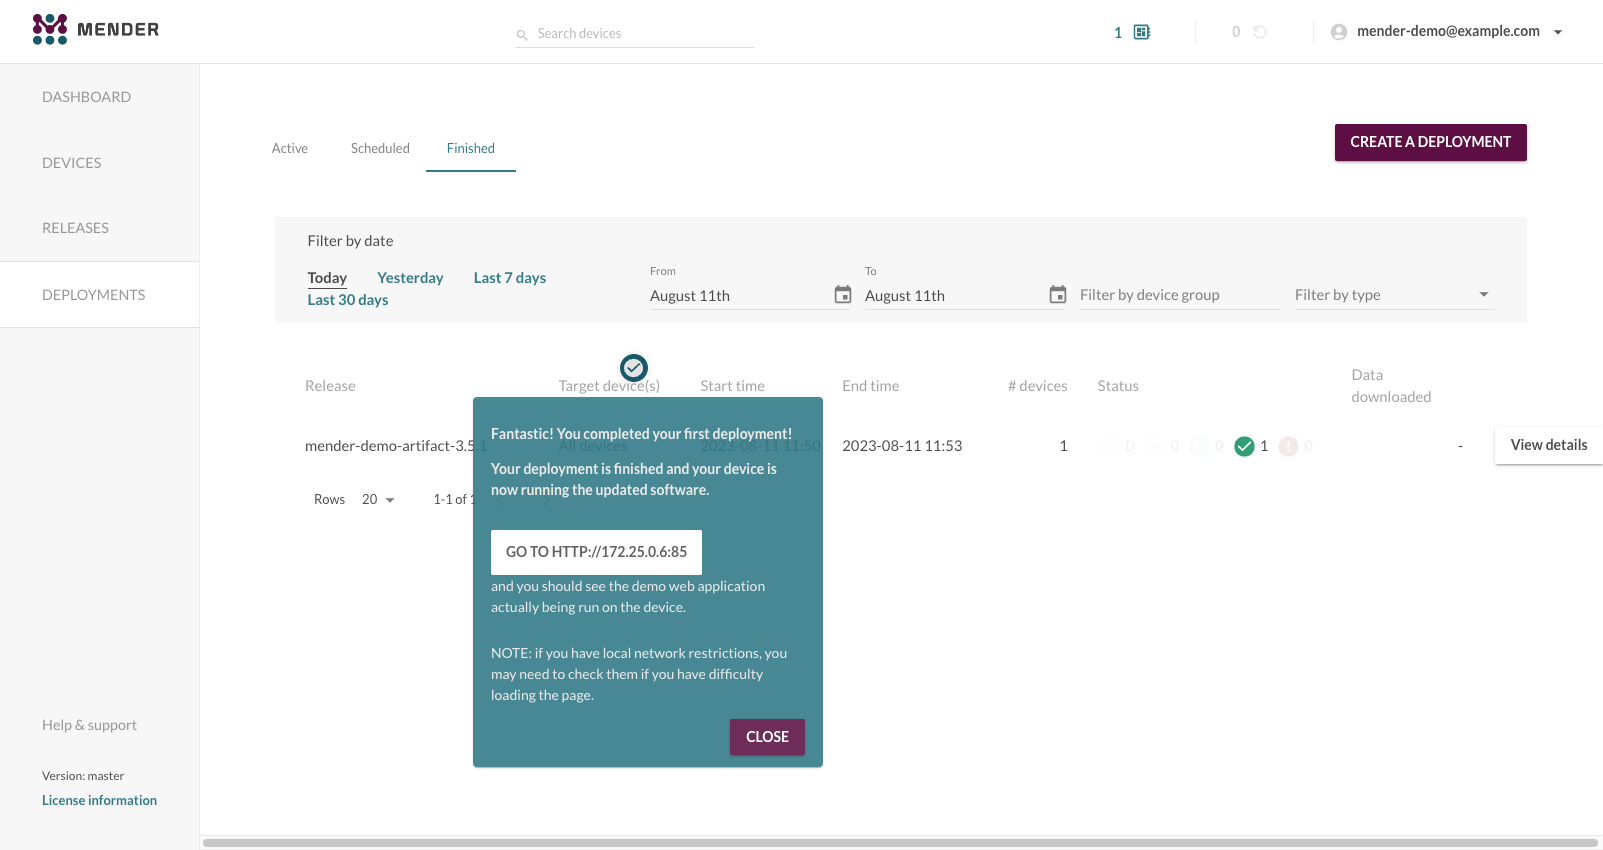 MENDER
Search devices
1
0
mender-demo@example.com
DASHBOARD
DEVICES
RELEASES
DEPLOYMENTS
Active
Scheduled
Finished
CREATE A DEPLOYMENT
Filter by date
Today
Yesterday
Last 7 days
Last 30 days
From
August 11th
To
August 11th
Filter by device group
Filter by type
Release
Target device(s)
Start time
End time
# devices
Status
Data
downloaded
mender-demo-artifact-3.5.1
All devices
2023-08-11 11:50
2023-08-11 11:53
1
0
0
0
1
0
-
View details
Rows
20
1-1 of 1
Fantastic! You completed your first deployment!
Your deployment is finished and your device is
now running the updated software.
GO TO HTTP://172.25.0.6:85
and you should see the demo web application
actually being run on the device.
NOTE: if you have local network restrictions, you
may need to check them if you have difficulty
loading the page.
CLOSE
Help & support
Version: master
License information